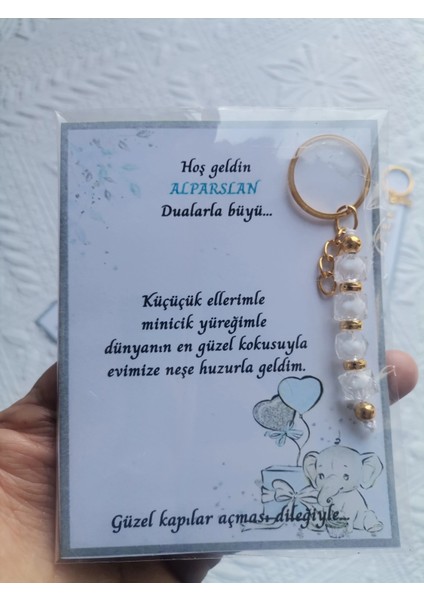 Hoş geldin
ALPARSLAN
Dualarla büyü...
Küçüçük ellerimle
minicik yüreğimle
dünyanın en güzel kokusuyla
evimize neşe huzurla geldim.
Güzel kapılar açması dileğiyle...